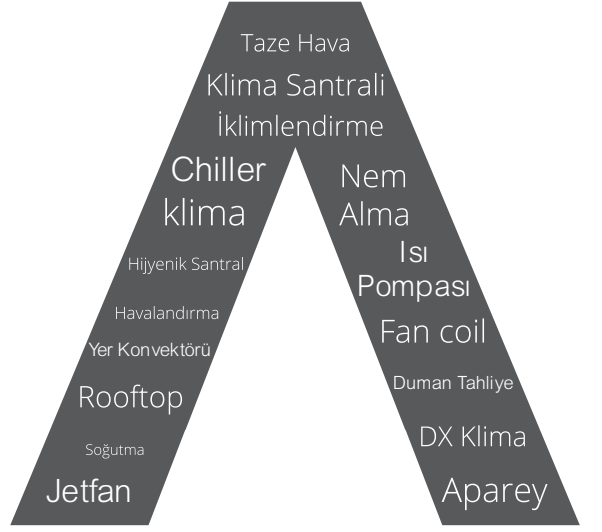 Taze Hava
Klima Santrali
İklimlendirme
Chiller
klima
Hijyenik Santral
Havalandırma
Yer Konvektörü
Rooftop
Soğutma
Jetfan
Nem
Alma
Isı
Pompası
Fan coil
Duman Tahliye
DX Klima
Aparey